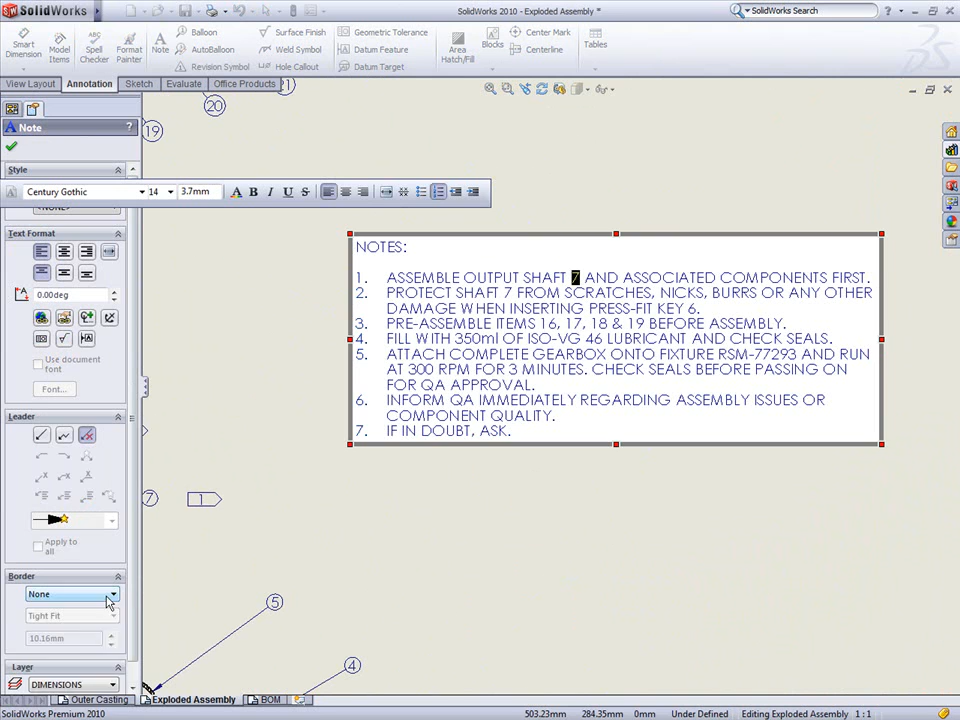 SolidWorks
SolidWorks 2010 - Exploded Assembly *
SolidWorks Search
Smart Dimension
Model Items
Spell Checker
Format Painter
Note
Balloon
AutoBalloon
Revision Symbol
Surface Finish
Weld Symbol
Hole Callout
Geometric Tolerance
Datum Feature
Datum Target
Area Hatch/Fill
Blocks
Center Mark
Centerline
Tables
View Layout
Annotation
Sketch
Evaluate
Office Products
21
20
19
Note
?
Style
Century Gothic
14
3.7mm
Text Format
0.00deg
Use document font
Font...
Leader
Apply to all
Border
None
Tight Fit
10.16mm
Layer
DIMENSIONS
NOTES:
1. ASSEMBLE OUTPUT SHAFT 7 AND ASSOCIATED COMPONENTS FIRST.
2. PROTECT SHAFT 7 FROM SCRATCHES, NICKS, BURRS OR ANY OTHER
DAMAGE WHEN INSERTING PRESS-FIT KEY 6.
3. PRE-ASSEMBLE ITEMS 16, 17, 18 & 19 BEFORE ASSEMBLY.
4. FILL WITH 350ml OF ISO-VG 46 LUBRICANT AND CHECK SEALS.
5. ATTACH COMPLETE GEARBOX ONTO FIXTURE RSM-77293 AND RUN
AT 300 RPM FOR 3 MINUTES. CHECK SEALS BEFORE PASSING ON
FOR QA APPROVAL.
6. INFORM QA IMMEDIATELY REGARDING ASSEMBLY ISSUES OR
COMPONENT QUALITY.
7. IF IN DOUBT, ASK.
7
1
5
4
Outer Casting
Exploded Assembly
BOM
SolidWorks Premium 2010
503.23mm
284.35mm
0mm
Under Defined
Editing Exploded Assembly
1 : 1